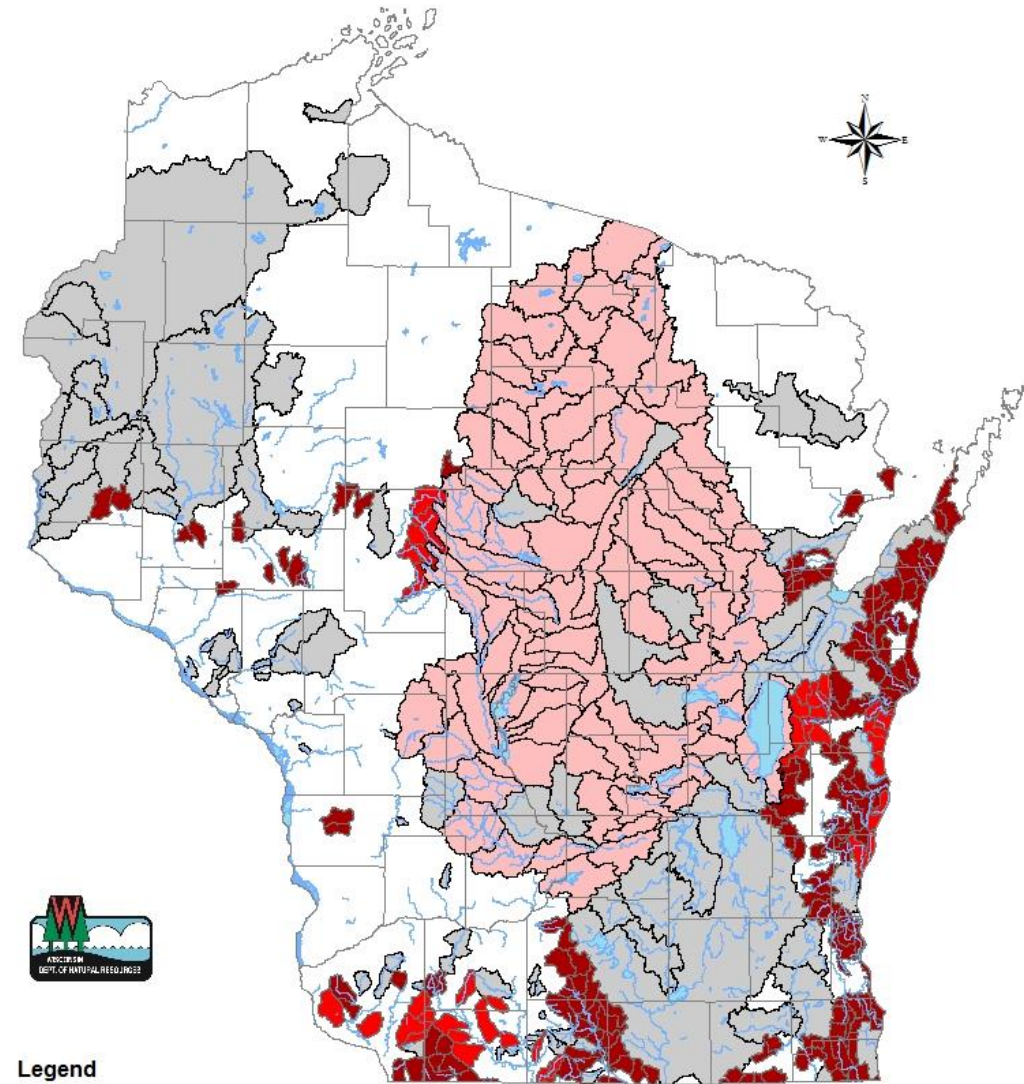 N
W E
S
W
WISCONSIN
DEPT. OF NATURAL RESOURCES
Legend